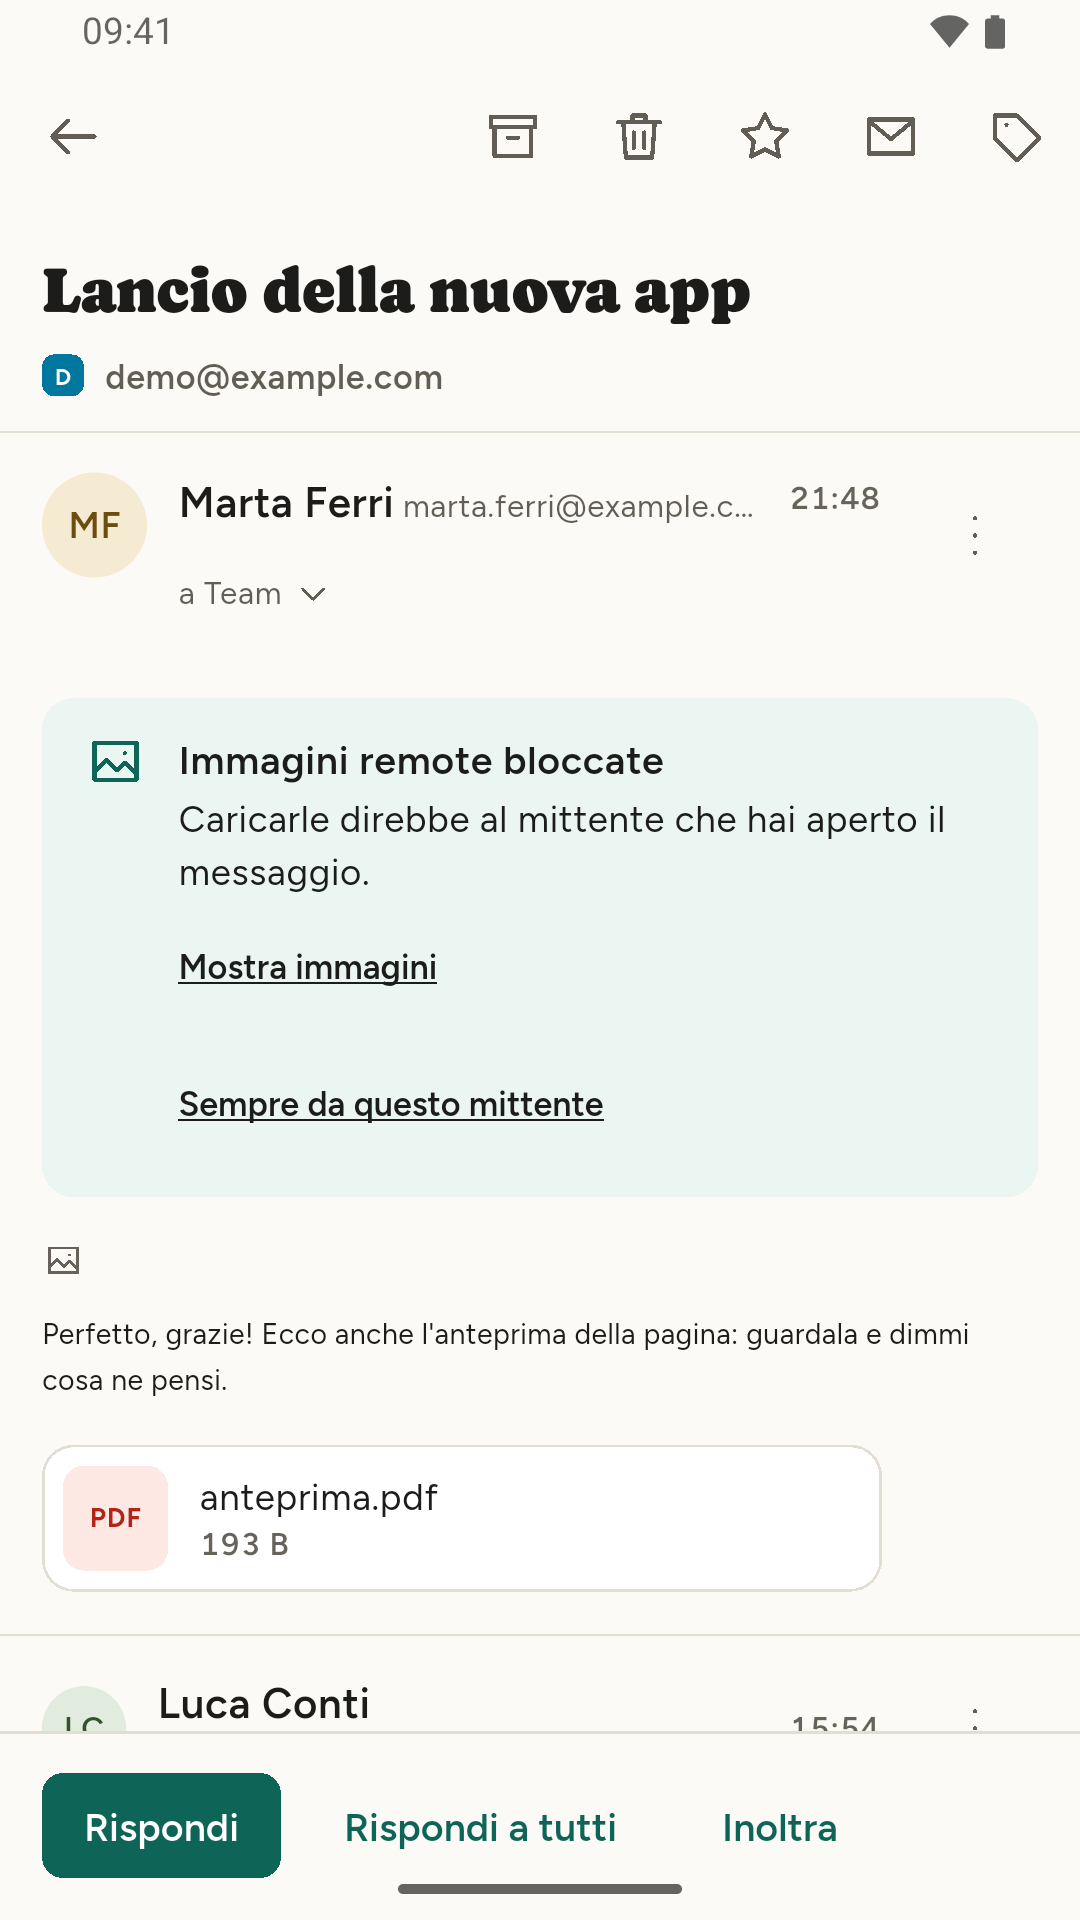 09:41
Lancio della nuova app
D demo@example.com
MF Marta Ferri marta.ferri@example.c... 21:48
a Team
Immagini remote bloccate
Caricarle direbbe al mittente che hai aperto il
messaggio.
Mostra immagini
Sempre da questo mittente
Perfetto, grazie! Ecco anche l'anteprima della pagina: guardala e dimmi
cosa ne pensi.
PDF anteprima.pdf
193 B
LC Luca Conti 15:54
Rispondi Rispondi a tutti Inoltra